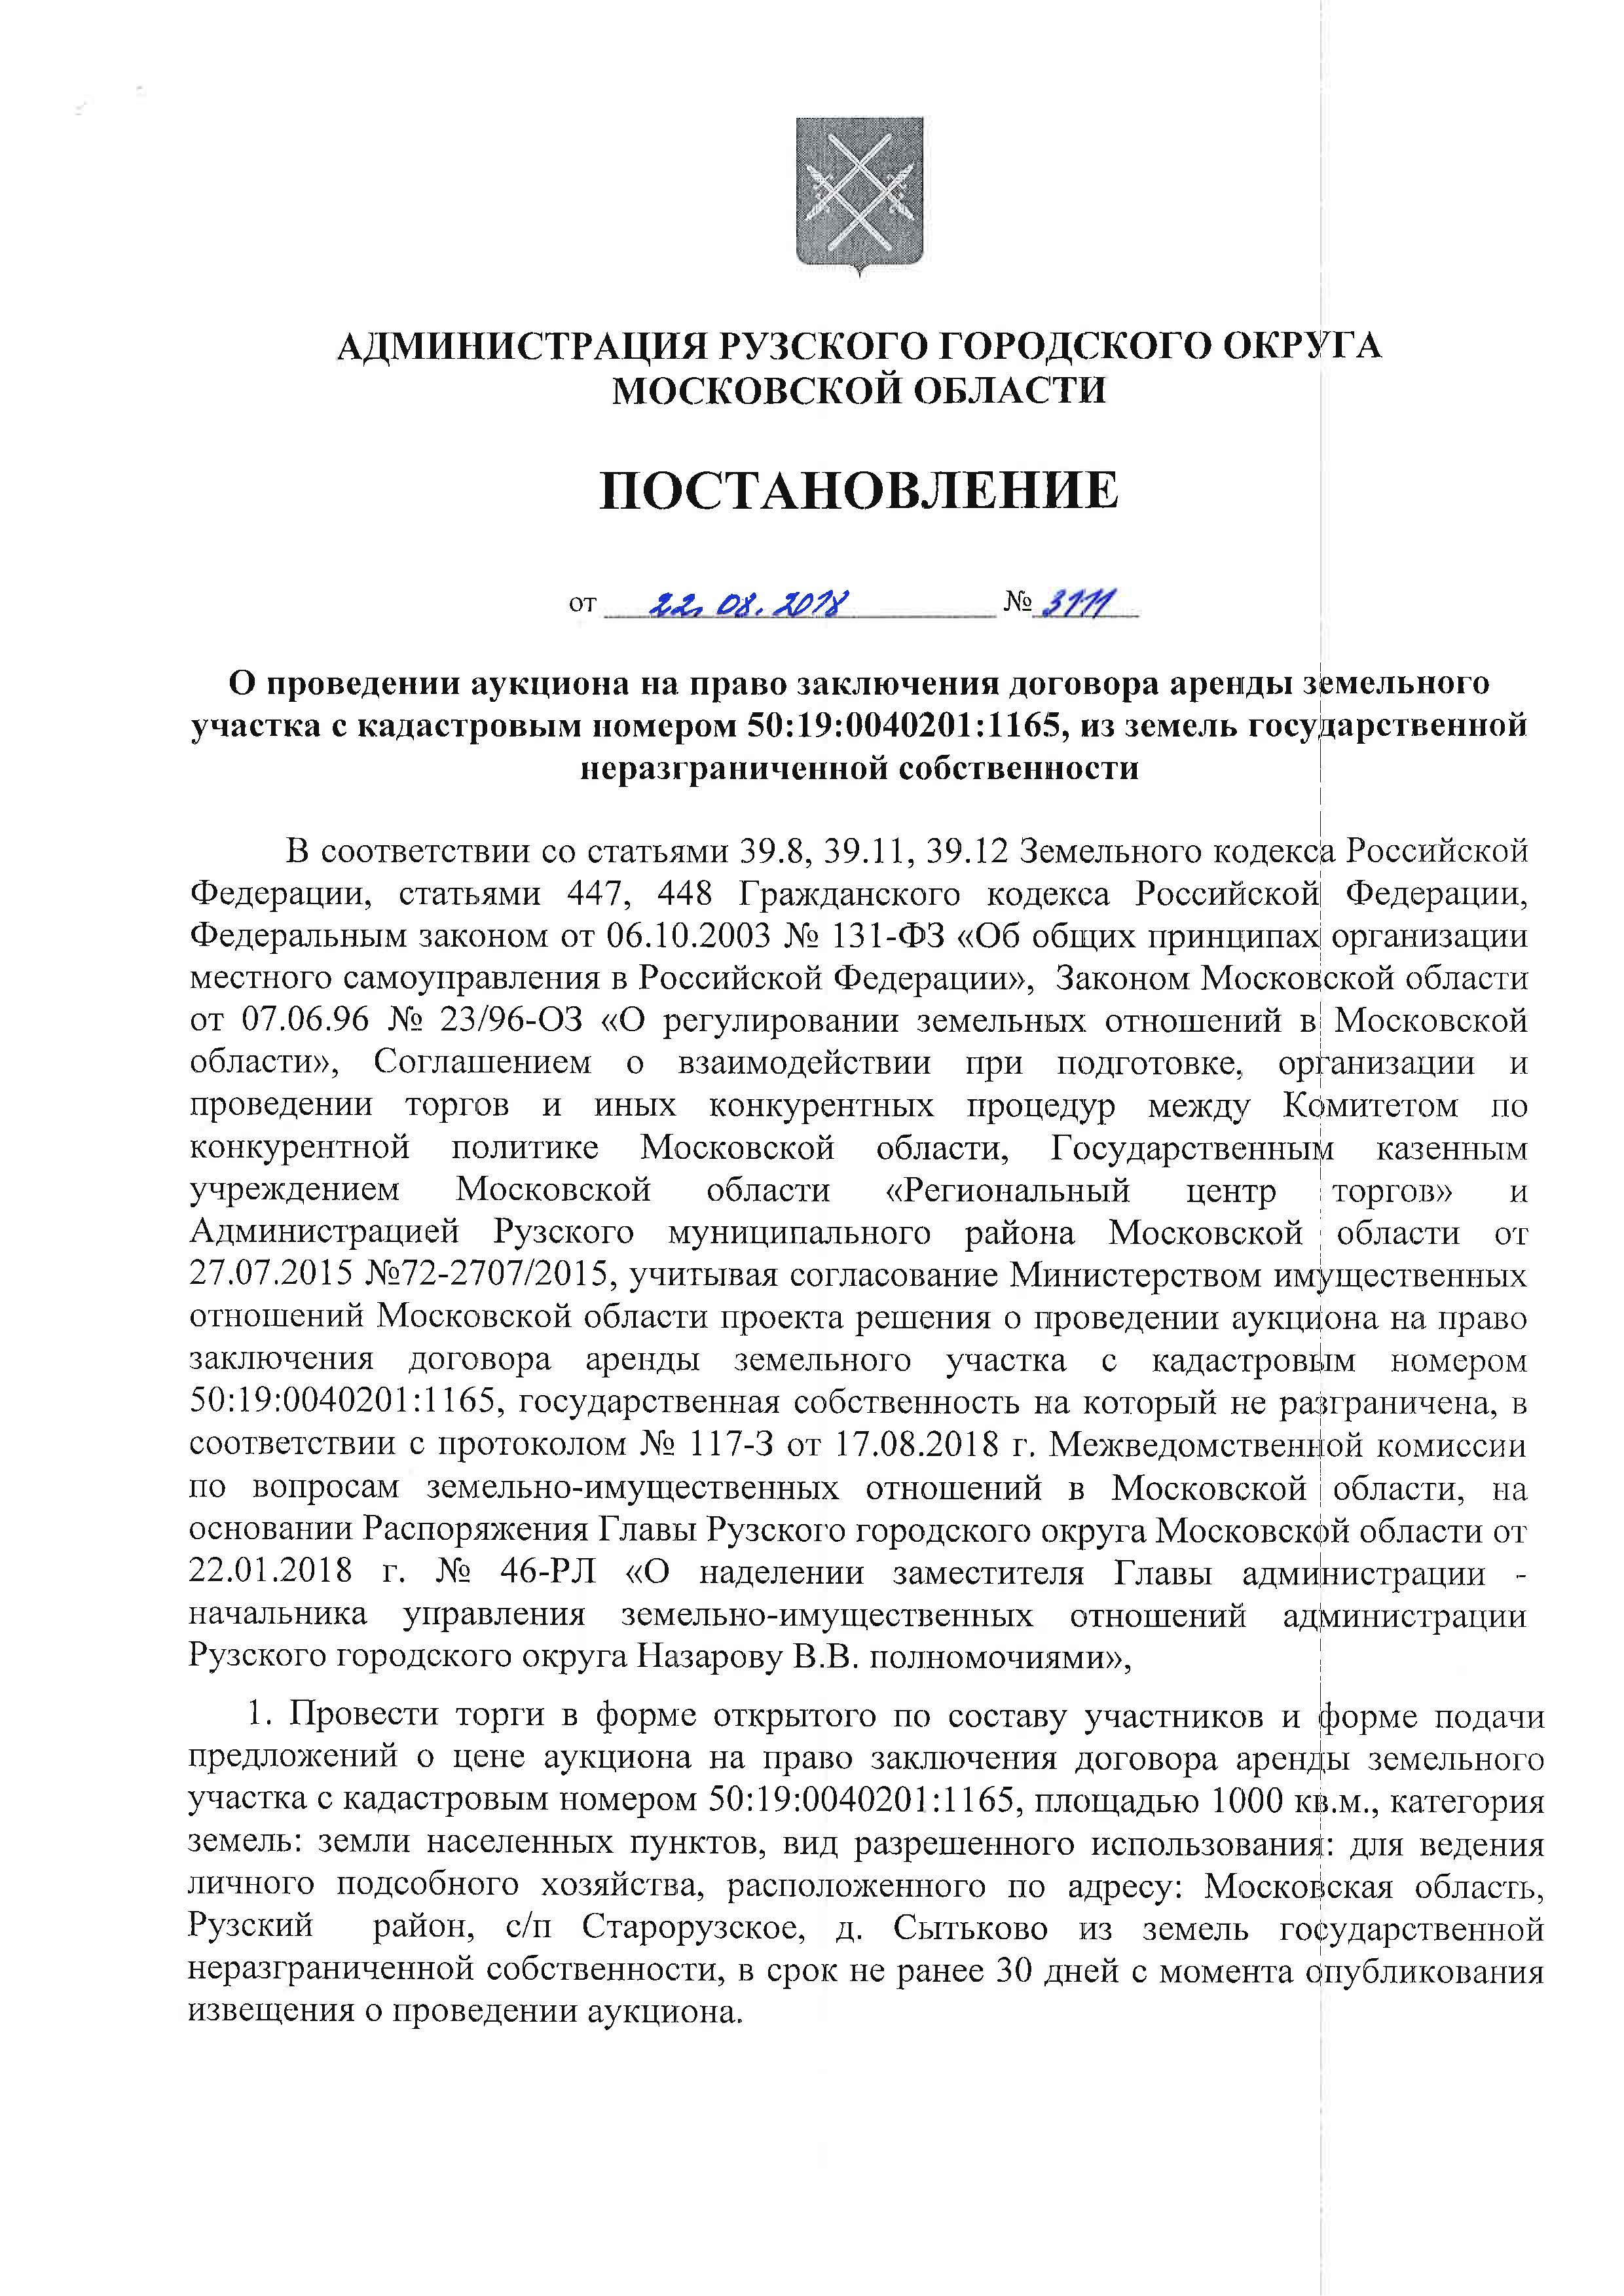 АДМИНИСТРАЦИЯ РУЗСКОГО ГОРОДСКОГО ОКРУГА
МОСКОВСКОЙ ОБЛАСТИ
ПОСТАНОВЛЕНИЕ
от 22.08.2018 № 3111
О проведении аукциона на право заключения договора аренды земельного
участка с кадастровым номером 50:19:0040201:1165, из земель государственной
неразграниченной собственности
В соответствии со статьями 39.8, 39.11, 39.12 Земельного кодекса Российской
Федерации, статьями 447, 448 Гражданского кодекса Российской Федерации,
Федеральным законом от 06.10.2003 № 131-ФЗ «Об общих принципах организации
местного самоуправления в Российской Федерации», Законом Московской области
от 07.06.96 № 23/96-ОЗ «О регулировании земельных отношений в Московской
области», Соглашением о взаимодействии при подготовке, организации и
проведении торгов и иных конкурентных процедур между Комитетом по
конкурентной политике Московской области, Государственным казенным
учреждением Московской области «Региональный центр торгов» и
Администрацией Рузского муниципального района Московской области от
27.07.2015 №72-2707/2015, учитывая согласование Министерством имущественных
отношений Московской области проекта решения о проведении аукциона на право
заключения договора аренды земельного участка с кадастровым номером
50:19:0040201:1165, государственная собственность на который не разграничена, в
соответствии с протоколом № 117-З от 17.08.2018 г. Межведомственной комиссии
по вопросам земельно-имущественных отношений в Московской области, на
основании Распоряжения Главы Рузского городского округа Московской области от
22.01.2018 г. № 46-РЛ «О наделении заместителя Главы администрации -
начальника управления земельно-имущественных отношений администрации
Рузского городского округа Назарову В.В. полномочиями»,
1. Провести торги в форме открытого по составу участников и форме подачи
предложений о цене аукциона на право заключения договора аренды земельного
участка с кадастровым номером 50:19:0040201:1165, площадью 1000 кв.м., категория
земель: земли населенных пунктов, вид разрешенного использования: для ведения
личного подсобного хозяйства, расположенного по адресу: Московская область,
Рузский район, с/п Старорузское, д. Сытьково из земель государственной
неразграниченной собственности, в срок не ранее 30 дней с момента опубликования
извещения о проведении аукциона.